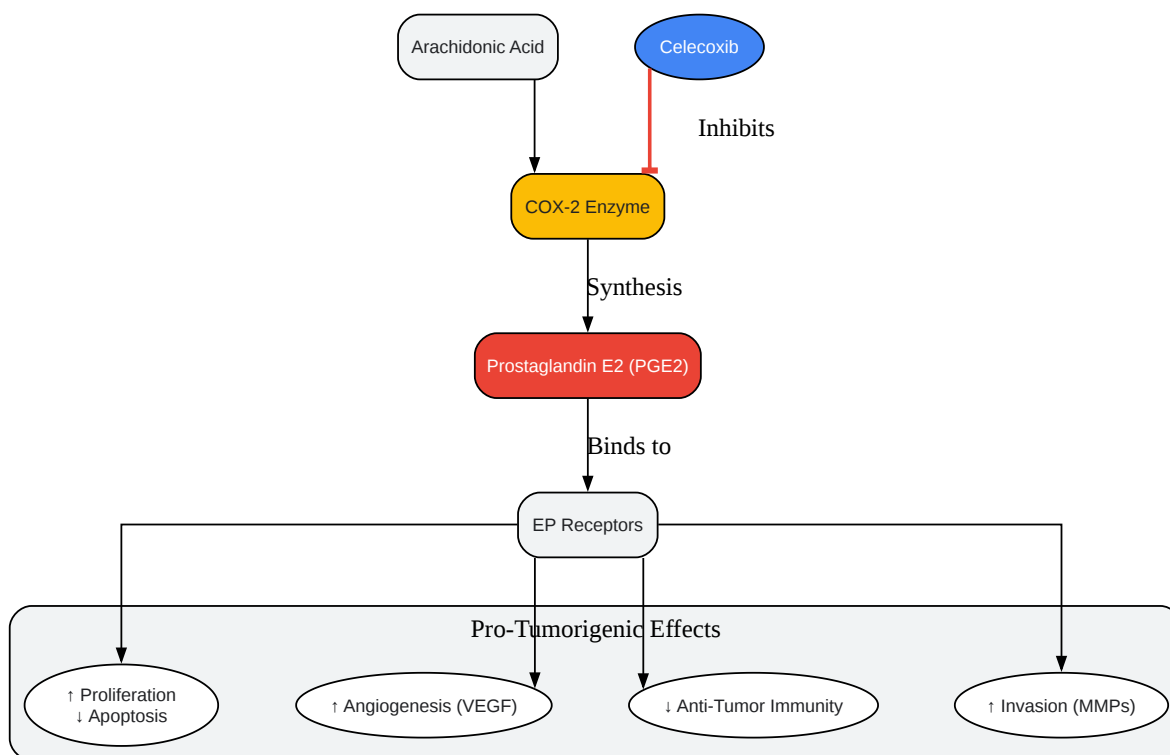 Arachidonic Acid
Celecoxib
Inhibits
COX-2 Enzyme
Synthesis
Prostaglandin E2 (PGE2)
Binds to
EP Receptors
Pro-Tumorigenic Effects
↑ Proliferation
↓ Apoptosis
↑ Angiogenesis (VEGF)
↓ Anti-Tumor Immunity
↑ Invasion (MMPs)